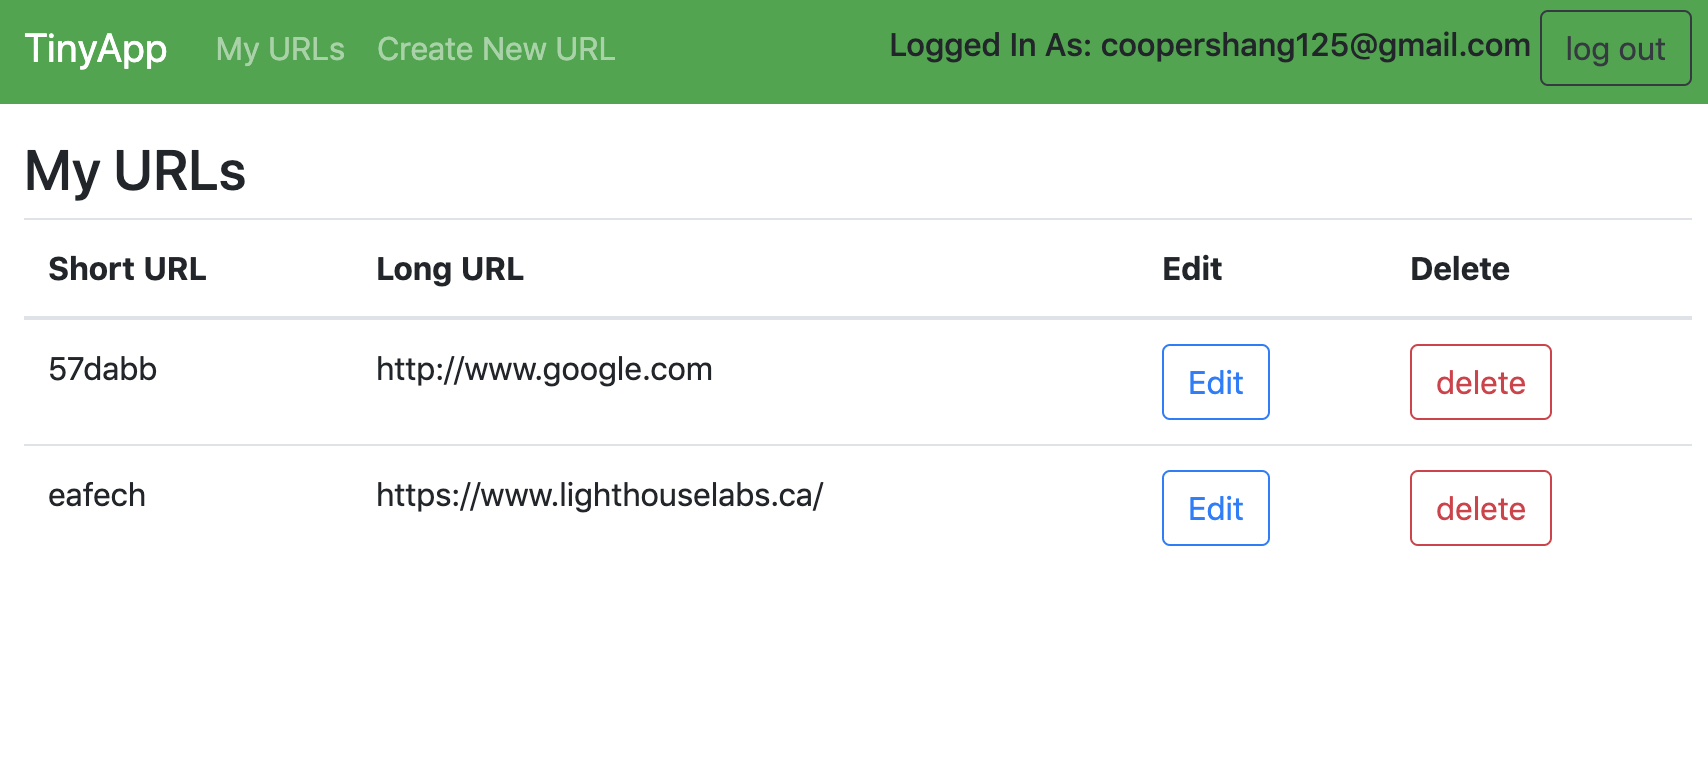 TinyApp My URLs Create New URL Logged In As: coopershang125@gmail.com log out
My URLs
Short URL Long URL Edit Delete
57dabb http://www.google.com Edit delete
eafech https://www.lighthouselabs.ca/ Edit delete